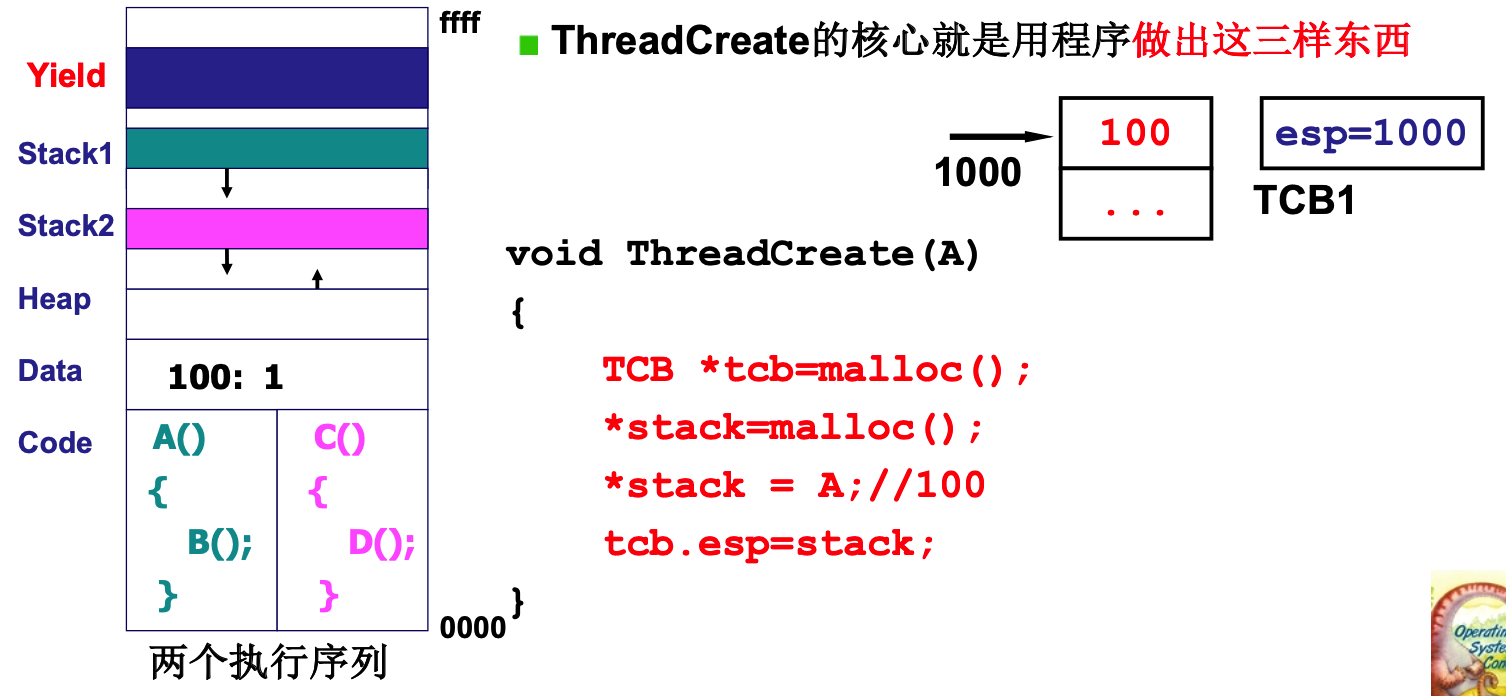 ffff
Yield
Stack1
Stack2
Heap
Data
100: 1
Code
A()
{
B();
}
C()
{
D();
}
0000
两个执行序列
ThreadCreate的核心就是用程序做出这三样东西
1000
100
...
esp=1000
TCB1
void ThreadCreate(A)
{
TCB *tcb=malloc();
*stack=malloc();
*stack = A;//100
tcb.esp=stack;
}